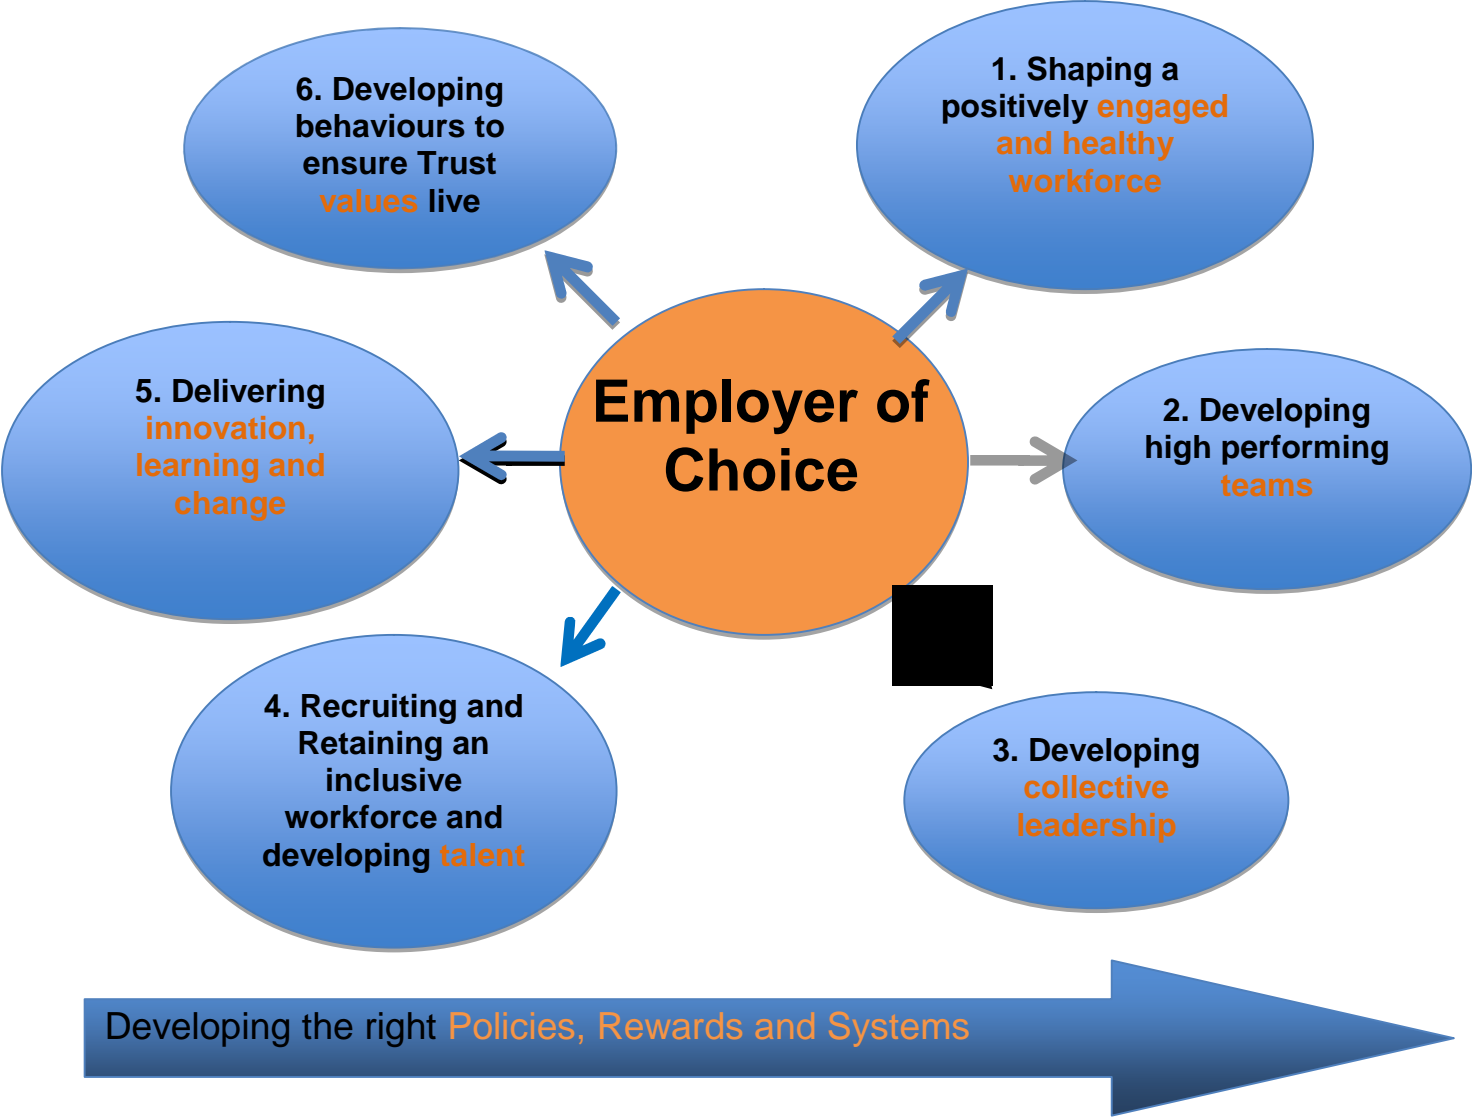 6. Developing
behaviours to
ensure Trust
values live
1. Shaping a
positively engaged
and healthy
workforce
Employer of
Choice
5. Delivering
innovation,
learning and
change
2. Developing
high performing
teams
4. Recruiting and
Retaining an
inclusive
workforce and
developing talent
3. Developing
collective
leadership
Developing the right Policies, Rewards and Systems